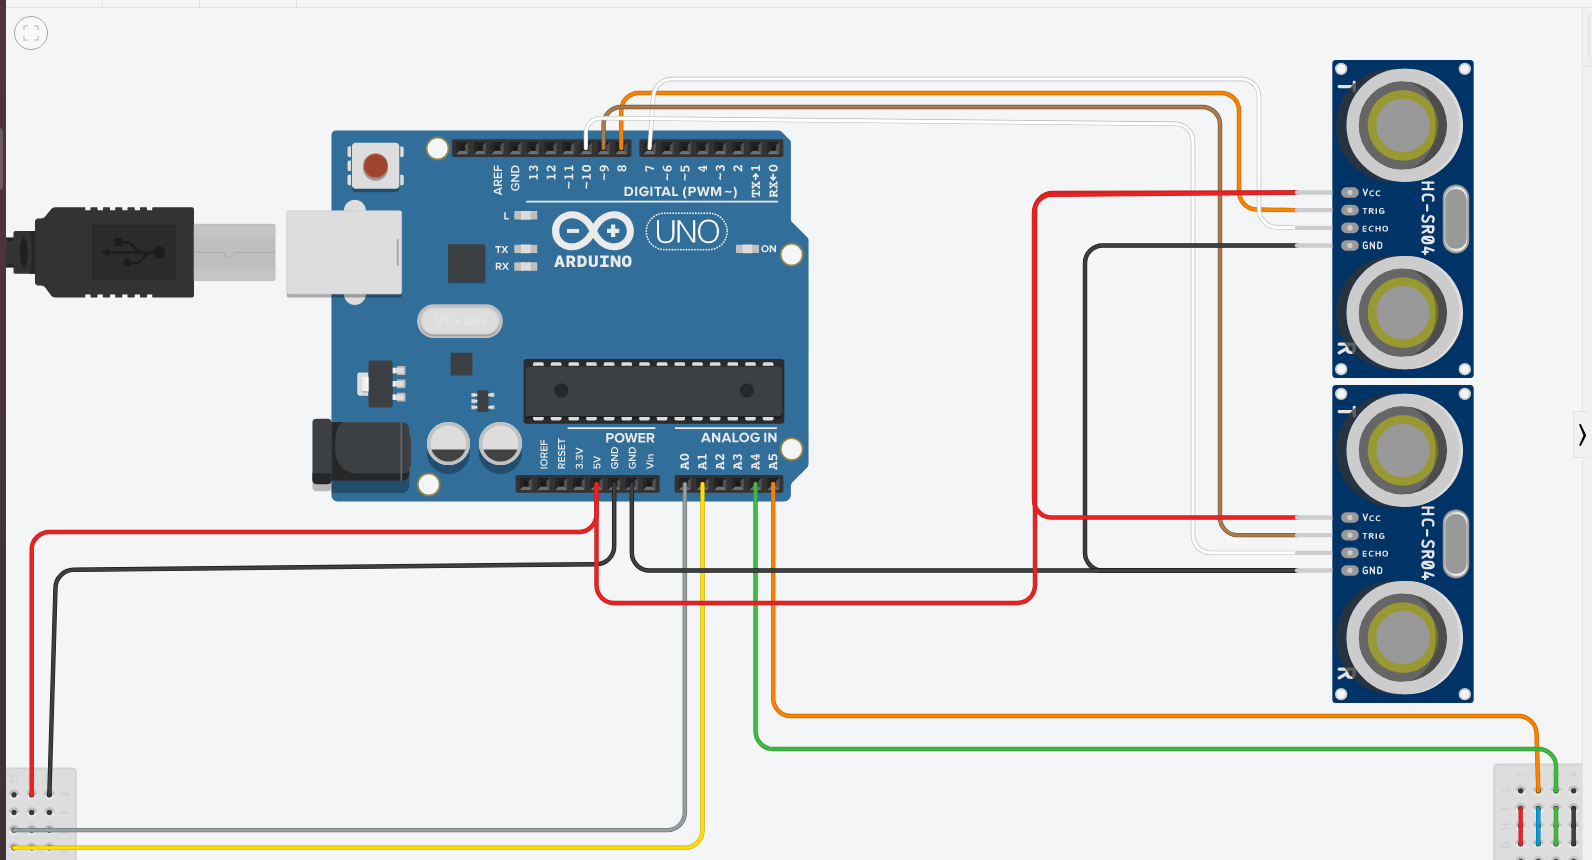 AREF
GND
13
12
~11
~10
~9
8
7
~6
~5
4
~3
2
TX→1
RX←0
DIGITAL (PWM ~)
L
TX
RX
ARDUINO
UNO
ON
SPK16.000G
IOREF
RESET
3.3V
5V
GND
GND
Vin
POWER
ANALOG IN
A0
A1
A2
A3
A4
A5
T
Vcc
TRIG
ECHO
GND
HC-SR04
R
T
Vcc
TRIG
ECHO
GND
HC-SR04
R